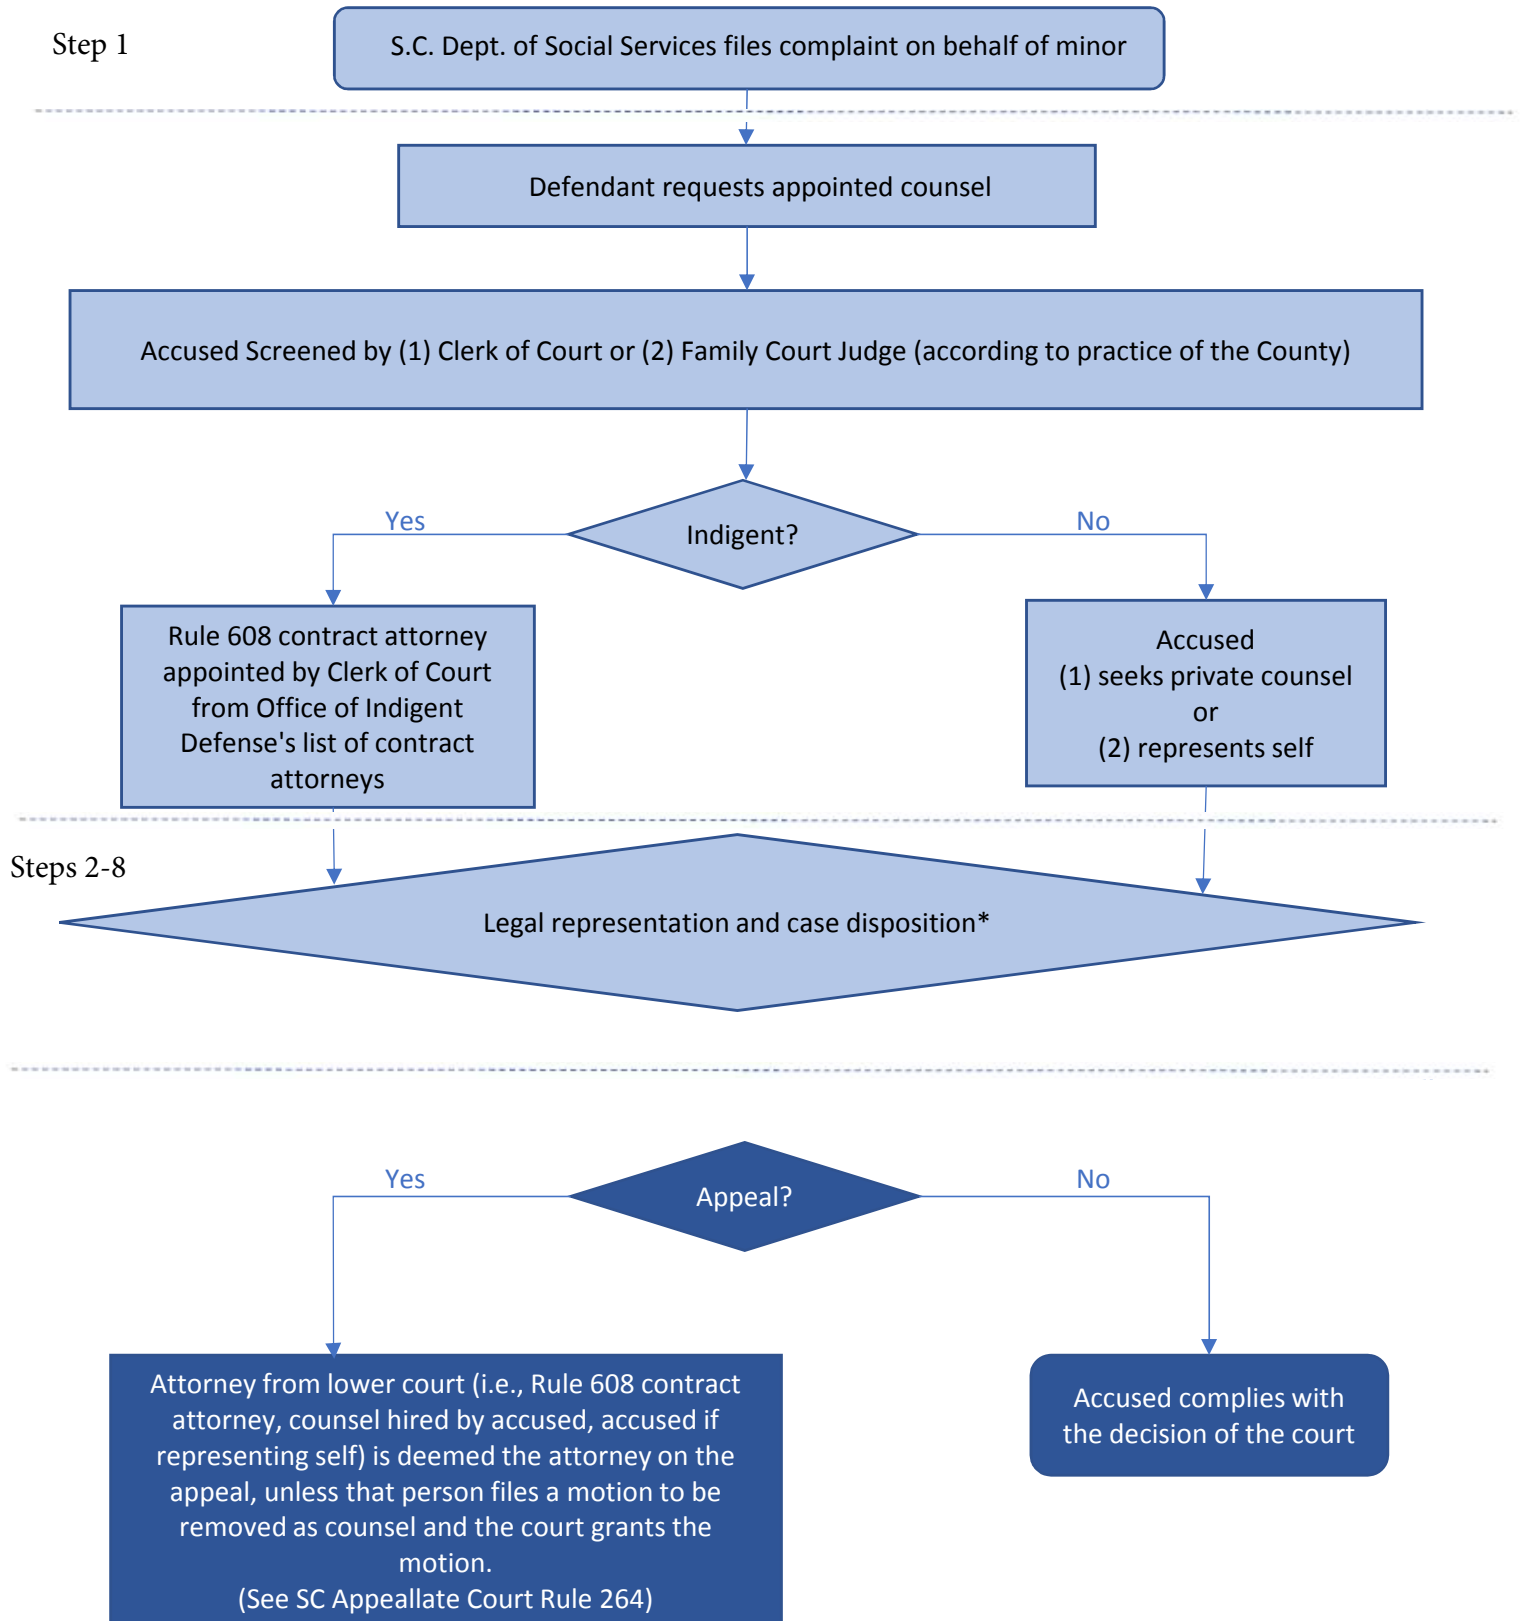 Step 1
S.C. Dept. of Social Services files complaint on behalf of minor
Defendant requests appointed counsel
Accused Screened by (1) Clerk of Court or (2) Family Court Judge (according to practice of the County)
Indigent?
Yes
No
Rule 608 contract attorney
appointed by Clerk of Court
from Office of Indigent
Defense's list of contract
attorneys
Accused
(1) seeks private counsel
or
(2) represents self
Steps 2-8
Legal representation and case disposition*
Appeal?
Yes
No
Attorney from lower court (i.e., Rule 608 contract
attorney, counsel hired by accused, accused if
representing self) is deemed the attorney on the
appeal, unless that person files a motion to be
removed as counsel and the court grants the
motion.
(See SC Appeallate Court Rule 264)
Accused complies with
the decision of the court